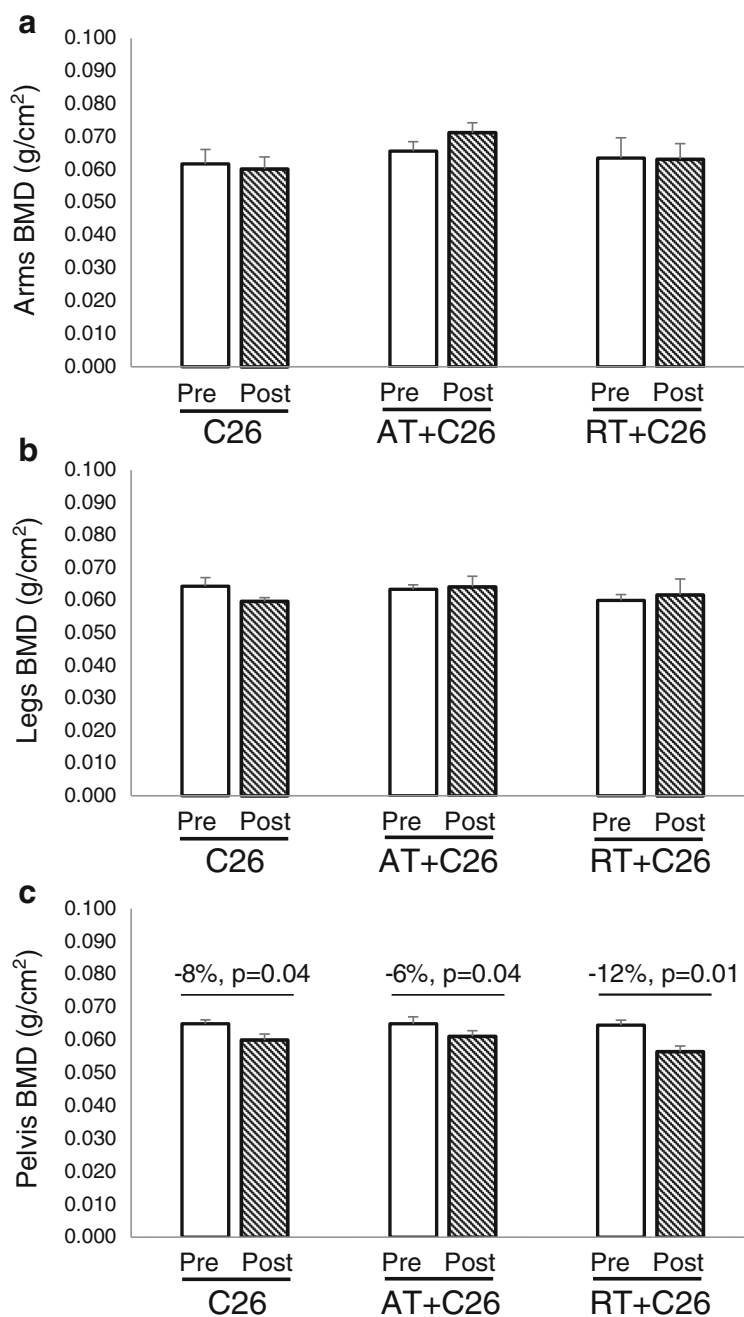 a
Arms BMD (g/cm²)
0.100
0.090
0.080
0.070
0.060
0.050
0.040
0.030
0.020
0.010
0.000
Pre Post Pre Post Pre Post
C26 AT+C26 RT+C26
b
Legs BMD (g/cm²)
0.100
0.090
0.080
0.070
0.060
0.050
0.040
0.030
0.020
0.010
0.000
Pre Post Pre Post Pre Post
C26 AT+C26 RT+C26
c
Pelvis BMD (g/cm²)
0.100
0.090
0.080
0.070
0.060
0.050
0.040
0.030
0.020
0.010
0.000
-8%, p=0.04 -6%, p=0.04 -12%, p=0.01
Pre Post Pre Post Pre Post
C26 AT+C26 RT+C26